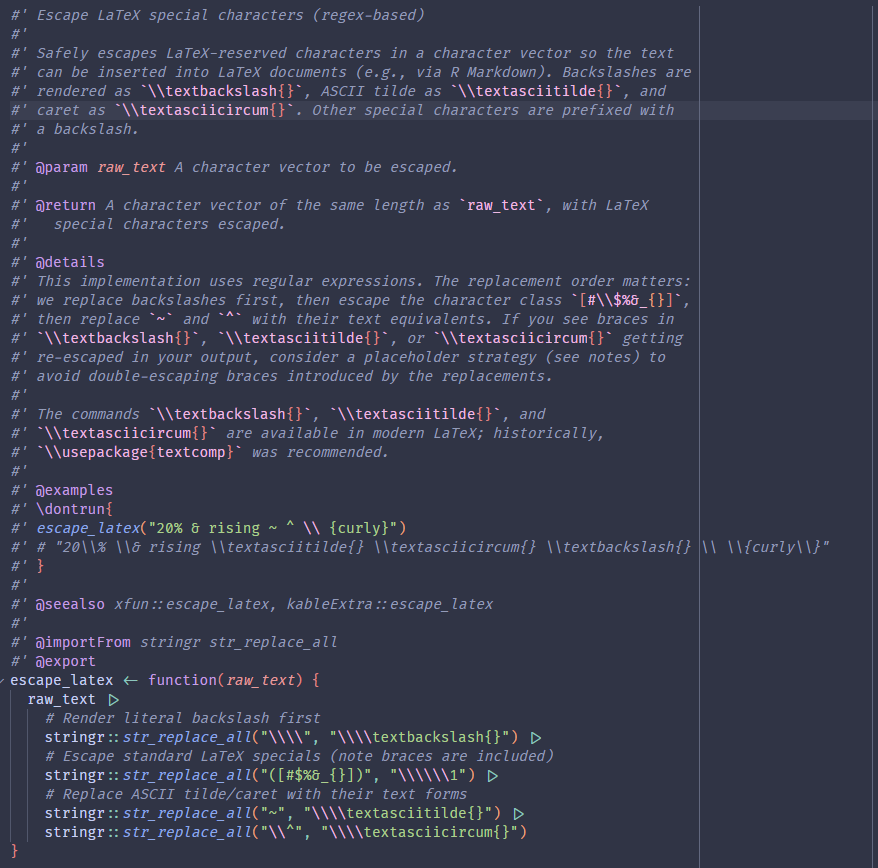 #' Escape LaTeX special characters (regex-based)
#'
#' Safely escapes LaTeX-reserved characters in a character vector so the text
#' can be inserted into LaTeX documents (e.g., via R Markdown). Backslashes are
#' rendered as `\\textbackslash{}`, ASCII tilde as `\\textasciitilde{}`, and
#' caret as `\\textasciicircum{}`. Other special characters are prefixed with
#' a backslash.
#'
#' @param raw_text A character vector to be escaped.
#'
#' @return A character vector of the same length as `raw_text`, with LaTeX
#'   special characters escaped.
#'
#' @details
#' This implementation uses regular expressions. The replacement order matters:
#' we replace backslashes first, then escape the character class `[#\\$%&_{}]`,
#' then replace `~` and `^` with their text equivalents. If you see braces in
#' `\\textbackslash{}`, `\\textasciitilde{}`, or `\\textasciicircum{}` getting
#' re-escaped in your output, consider a placeholder strategy (see notes) to
#' avoid double-escaping braces introduced by the replacements.
#'
#' The commands `\\textbackslash{}`, `\\textasciitilde{}`, and
#' `\\textasciicircum{}` are available in modern LaTeX; historically,
#' `\\usepackage{textcomp}` was recommended.
#'
#' @examples
#' \dontrun{
#' escape_latex("20% & rising ~ ^ \\ {curly}")
#' # "20\\% \\& rising \\textasciitilde{} \\textasciicircum{} \\textbackslash{} \\ \\{curly\\}"
#' }
#'
#' @seealso xfun::escape_latex, kableExtra::escape_latex
#'
#' @importFrom stringr str_replace_all
#' @export
escape_latex <- function(raw_text) {
  raw_text |>
    # Render literal backslash first
    stringr::str_replace_all("\\\\", "\\\\textbackslash{}") |>
    # Escape standard LaTeX specials (note braces are included)
    stringr::str_replace_all("([#$%&_{}])", "\\\\\\1") |>
    # Replace ASCII tilde/caret with their text forms
    stringr::str_replace_all("~", "\\\\textasciitilde{}") |>
    stringr::str_replace_all("\\^", "\\\\textasciicircum{}")
}